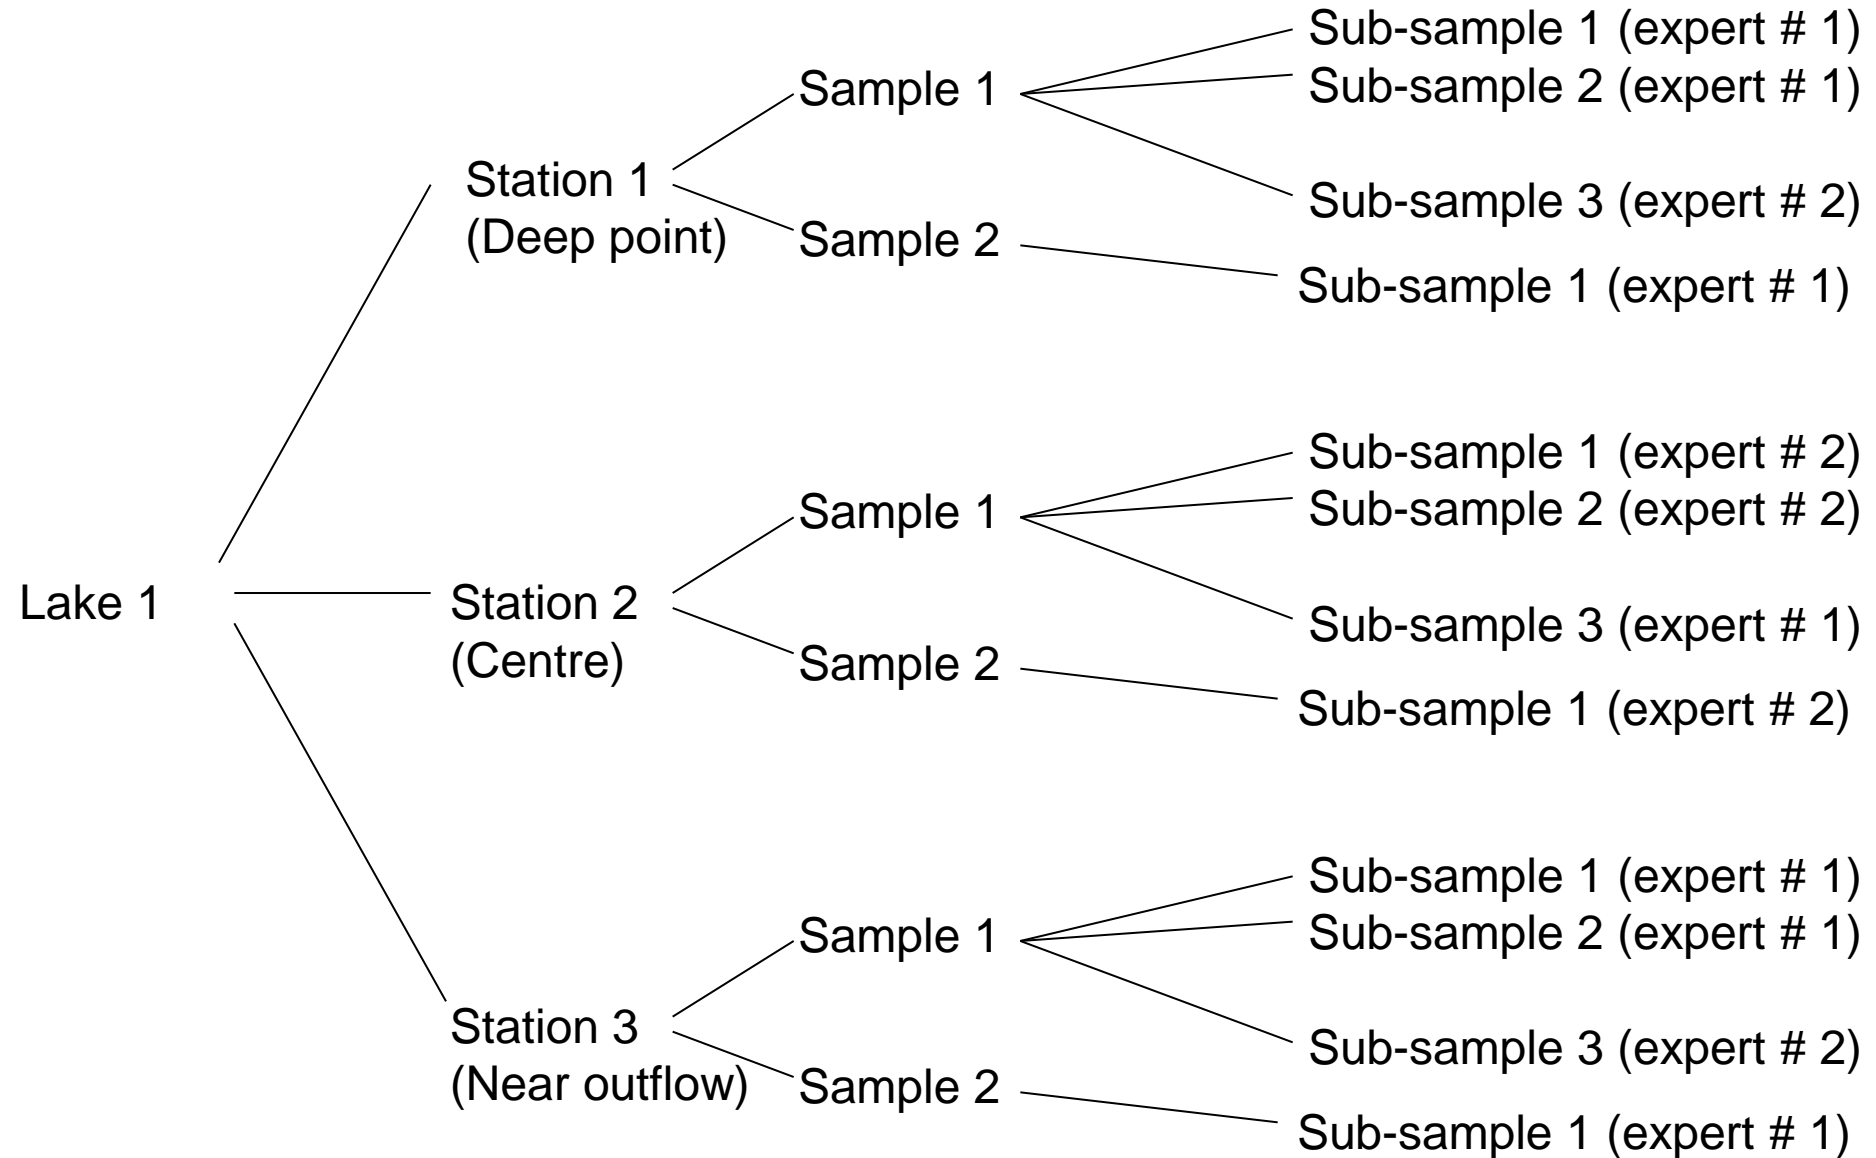 Lake 1
Station 1
(Deep point)
Sample 1
Sub-sample 1 (expert # 1)
Sub-sample 2 (expert # 1)
Sub-sample 3 (expert # 2)
Sample 2
Sub-sample 1 (expert # 1)
Station 2
(Centre)
Sample 1
Sub-sample 1 (expert # 2)
Sub-sample 2 (expert # 2)
Sub-sample 3 (expert # 1)
Sample 2
Sub-sample 1 (expert # 2)
Station 3
(Near outflow)
Sample 1
Sub-sample 1 (expert # 1)
Sub-sample 2 (expert # 1)
Sub-sample 3 (expert # 2)
Sample 2
Sub-sample 1 (expert # 1)